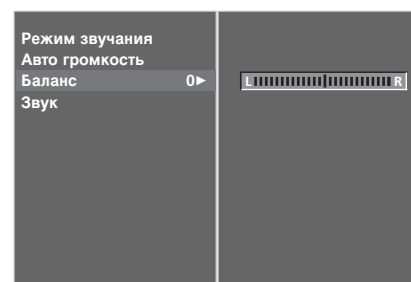 Режим звучания
Авто громкость
Баланс 0►
L R
Звук